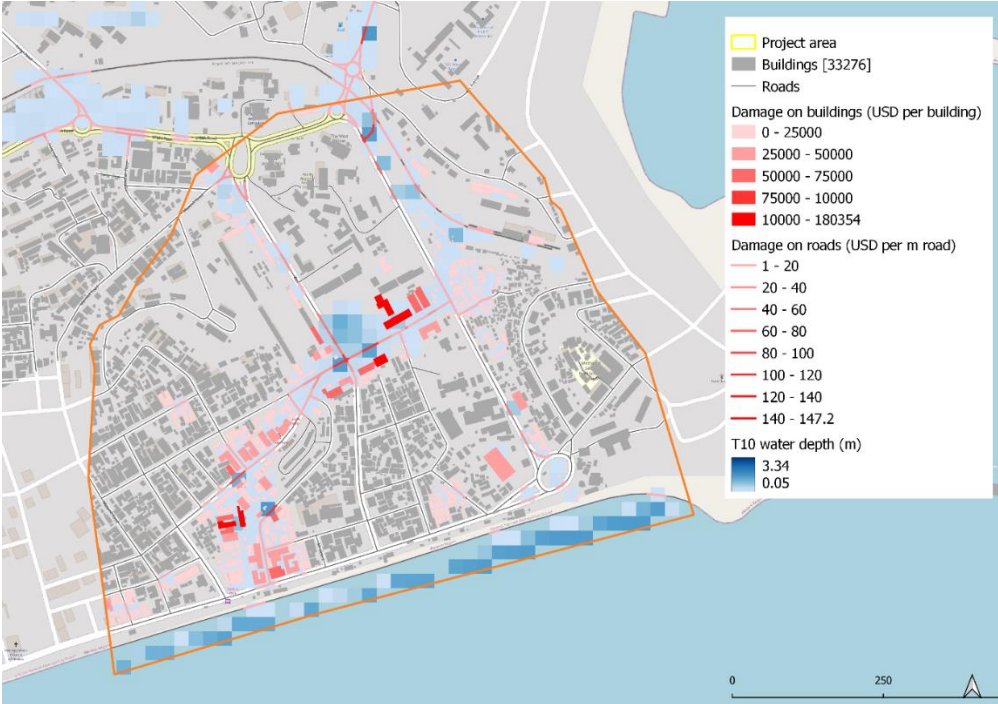 Project area
Buildings [33276]
Roads
Damage on buildings (USD per building)
0 - 25000
25000 - 50000
50000 - 75000
75000 - 10000
10000 - 180354
Damage on roads (USD per m road)
1 - 20
20 - 40
40 - 60
60 - 80
80 - 100
100 - 120
120 - 140
140 - 147.2
T10 water depth (m)
3.34
0.05
0
250